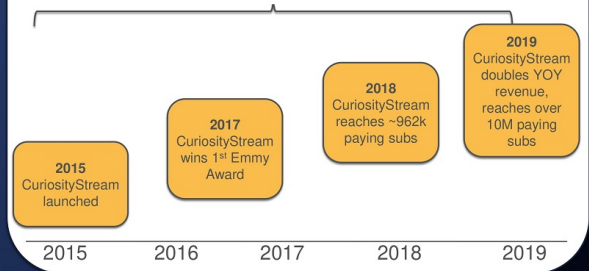 2015
CuriosityStream
launched
2017
CuriosityStream
wins 1st Emmy
Award
2018
CuriosityStream
reaches ~962k
paying subs
2019
CuriosityStream
doubles YOY
revenue,
reaches over
10M paying
subs
2015 2016 2017 2018 2019